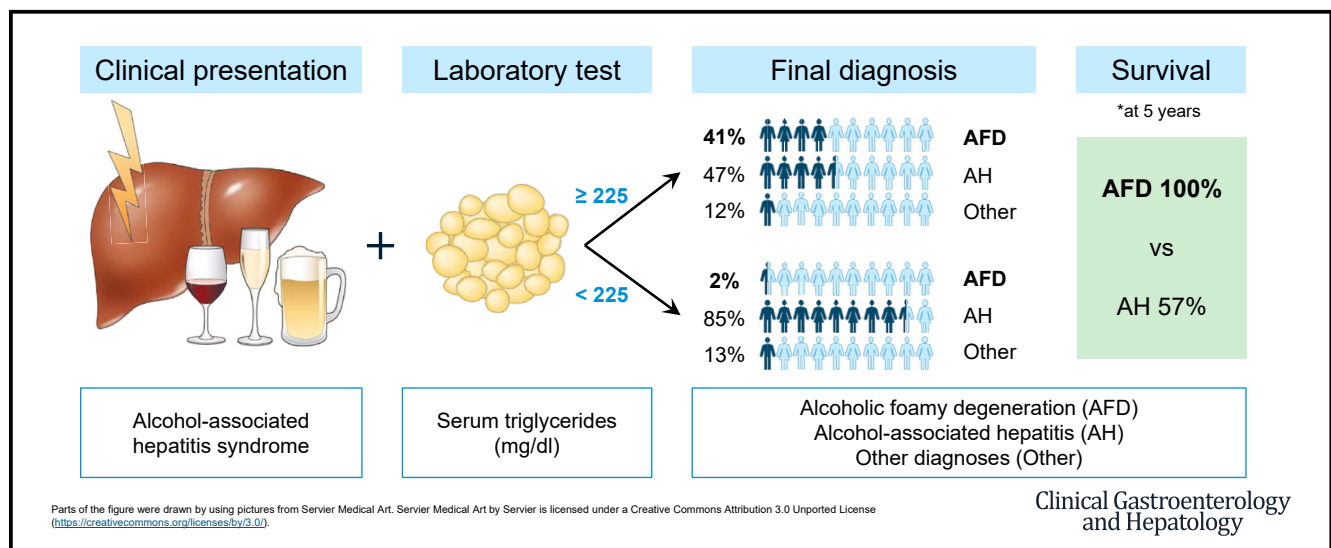 Clinical presentation
Laboratory test
Final diagnosis
Survival
*at 5 years
+
≥ 225
< 225
41%
AFD
47%
AH
12%
Other
2%
AFD
85%
AH
13%
Other
AFD 100%
vs
AH 57%
Alcohol-associated
hepatitis syndrome
Serum triglycerides
(mg/dl)
Alcoholic foamy degeneration (AFD)
Alcohol-associated hepatitis (AH)
Other diagnoses (Other)
Parts of the figure were drawn by using pictures from Servier Medical Art. Servier Medical Art by Servier is licensed under a Creative Commons Attribution 3.0 Unported License
(https://creativecommons.org/licenses/by/3.0/).
Clinical Gastroenterology
and Hepatology